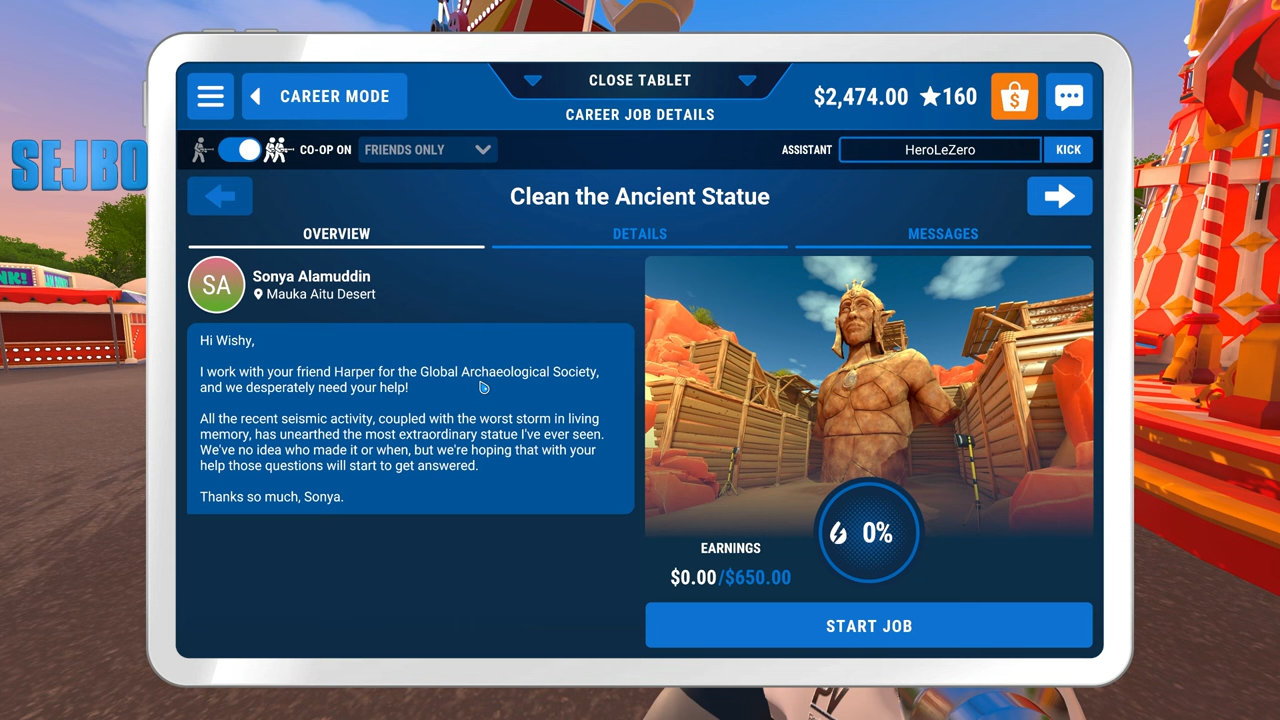 CLOSE TABLET
CAREER MODE
$2,474.00 ★160
CAREER JOB DETAILS
CO-OP ON
FRIENDS ONLY
ASSISTANT
HeroLeZero
KICK
SEJBO
Clean the Ancient Statue
OVERVIEW
DETAILS
MESSAGES
SA
Sonya Alamuddin
Mauka Aitu Desert
Hi Wishy,
I work with your friend Harper for the Global Archaeological Society,
and we desperately need your help!
All the recent seismic activity, coupled with the worst storm in living
memory, has unearthed the most extraordinary statue I've ever seen.
We've no idea who made it or when, but we're hoping that with your
help those questions will start to get answered.
Thanks so much, Sonya.
0%
EARNINGS
$0.00/$650.00
START JOB